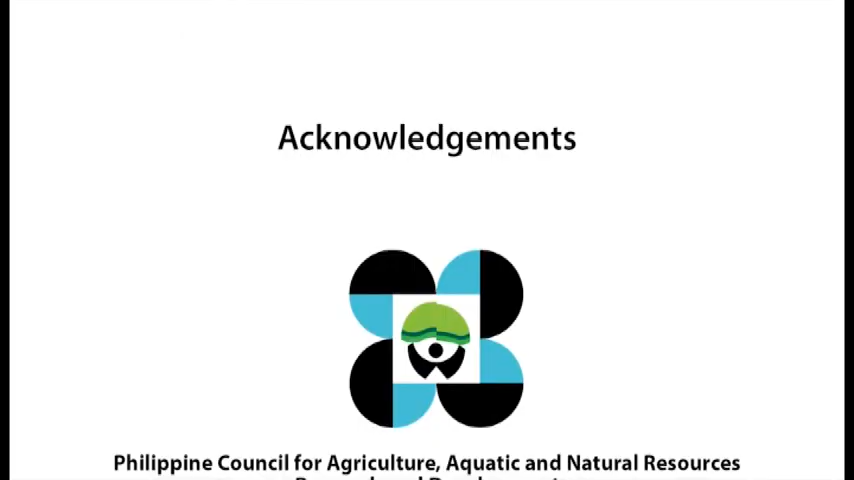 Acknowledgements
Philippine Council for Agriculture, Aquatic and Natural Resources